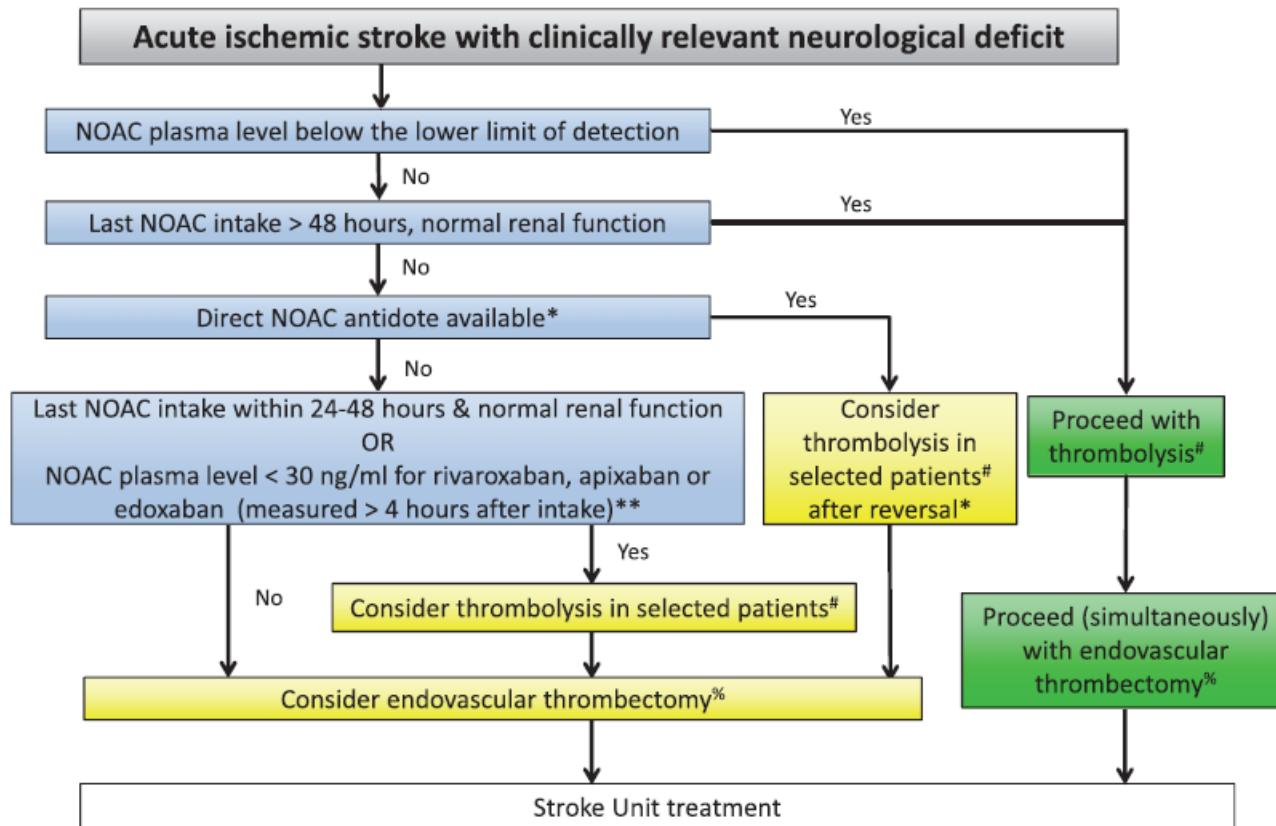 Acute ischemic stroke with clinically relevant neurological deficit
NOAC plasma level below the lower limit of detection
Yes
No
Last NOAC intake > 48 hours, normal renal function
Yes
No
Direct NOAC antidote available*
Yes
No
Last NOAC intake within 24-48 hours & normal renal function
OR
NOAC plasma level < 30 ng/ml for rivaroxaban, apixaban or
edoxaban (measured > 4 hours after intake)**
Consider
thrombolysis in
selected patients#
after reversal*
Proceed with
thrombolysis#
Yes
No
Consider thrombolysis in selected patients#
Proceed (simultaneously)
with endovascular
thrombectomy%
Consider endovascular thrombectomy%
Stroke Unit treatment